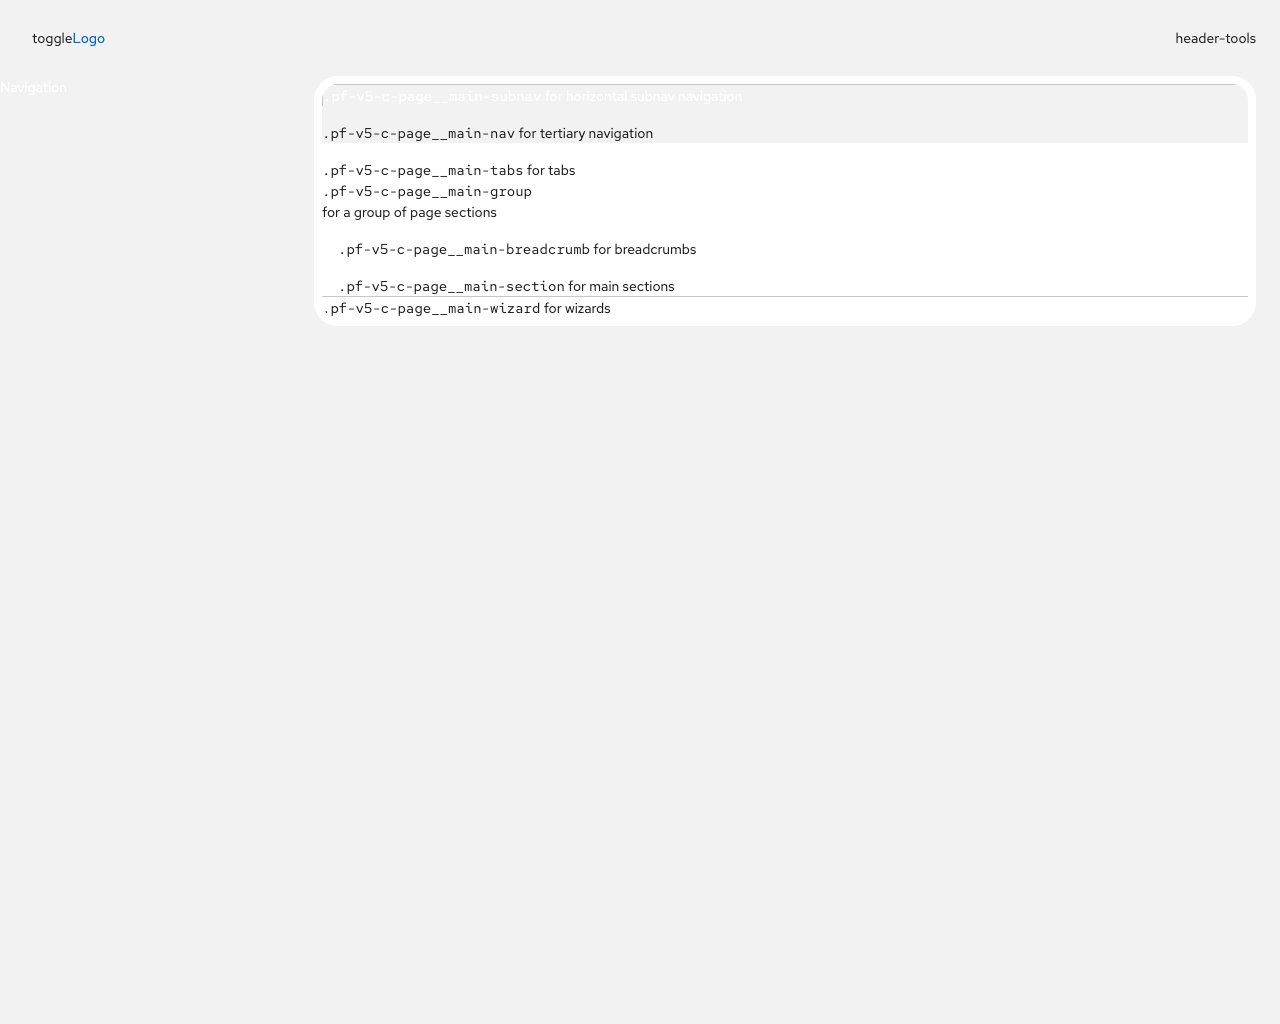 toggleLogo
header-tools
Navigation
.pf-v5-c-page__main-subnav for horizontal subnav navigation
.pf-v5-c-page__main-nav for tertiary navigation
.pf-v5-c-page__main-tabs for tabs
.pf-v5-c-page__main-group
for a group of page sections
.pf-v5-c-page__main-breadcrumb for breadcrumbs
.pf-v5-c-page__main-section for main sections
.pf-v5-c-page__main-wizard for wizards